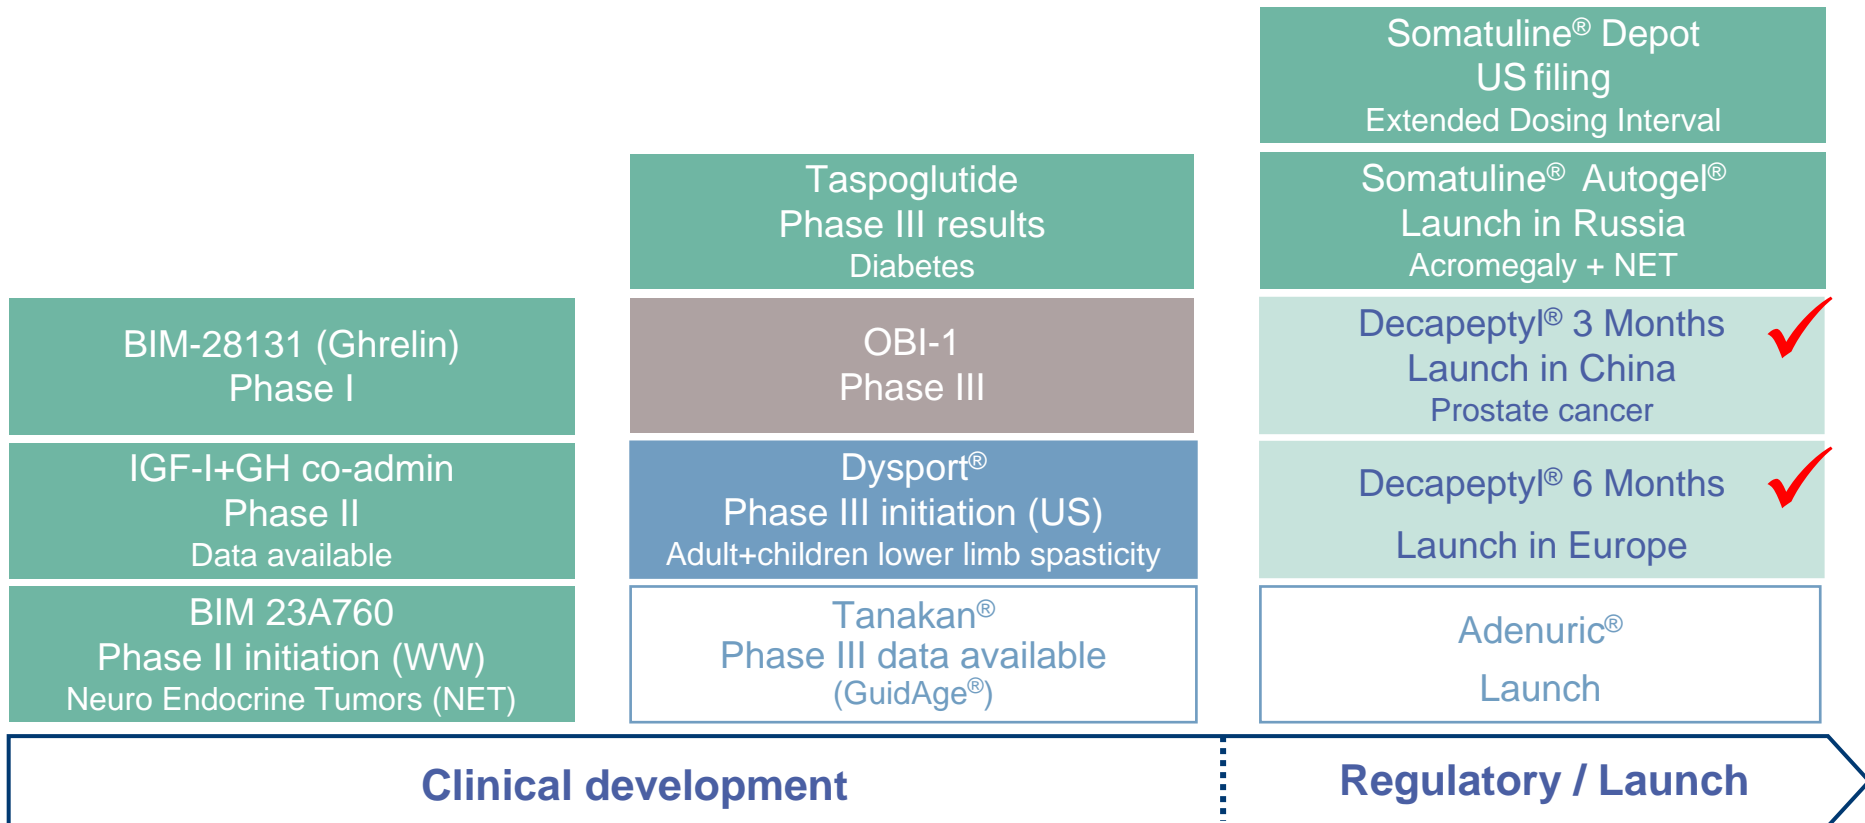 BIM-28131 (Ghrelin)
Phase I
IGF-I+GH co-admin
Phase II
Data available
BIM 23A760
Phase II initiation (WW)
Neuro Endocrine Tumors (NET)
Taspoglutide
Phase III results
Diabetes
OBI-1
Phase III
Dysport®
Phase III initiation (US)
Adult+children lower limb spasticity
Tanakan®
Phase III data available
(GuidAge®)
Somatuline® Depot
US filing
Extended Dosing Interval
Somatuline® Autogel®
Launch in Russia
Acromegaly + NET
Decapeptyl® 3 Months
Launch in China
Prostate cancer
Decapeptyl® 6 Months
Launch in Europe
Adenuric®
Launch
Clinical development
Regulatory / Launch